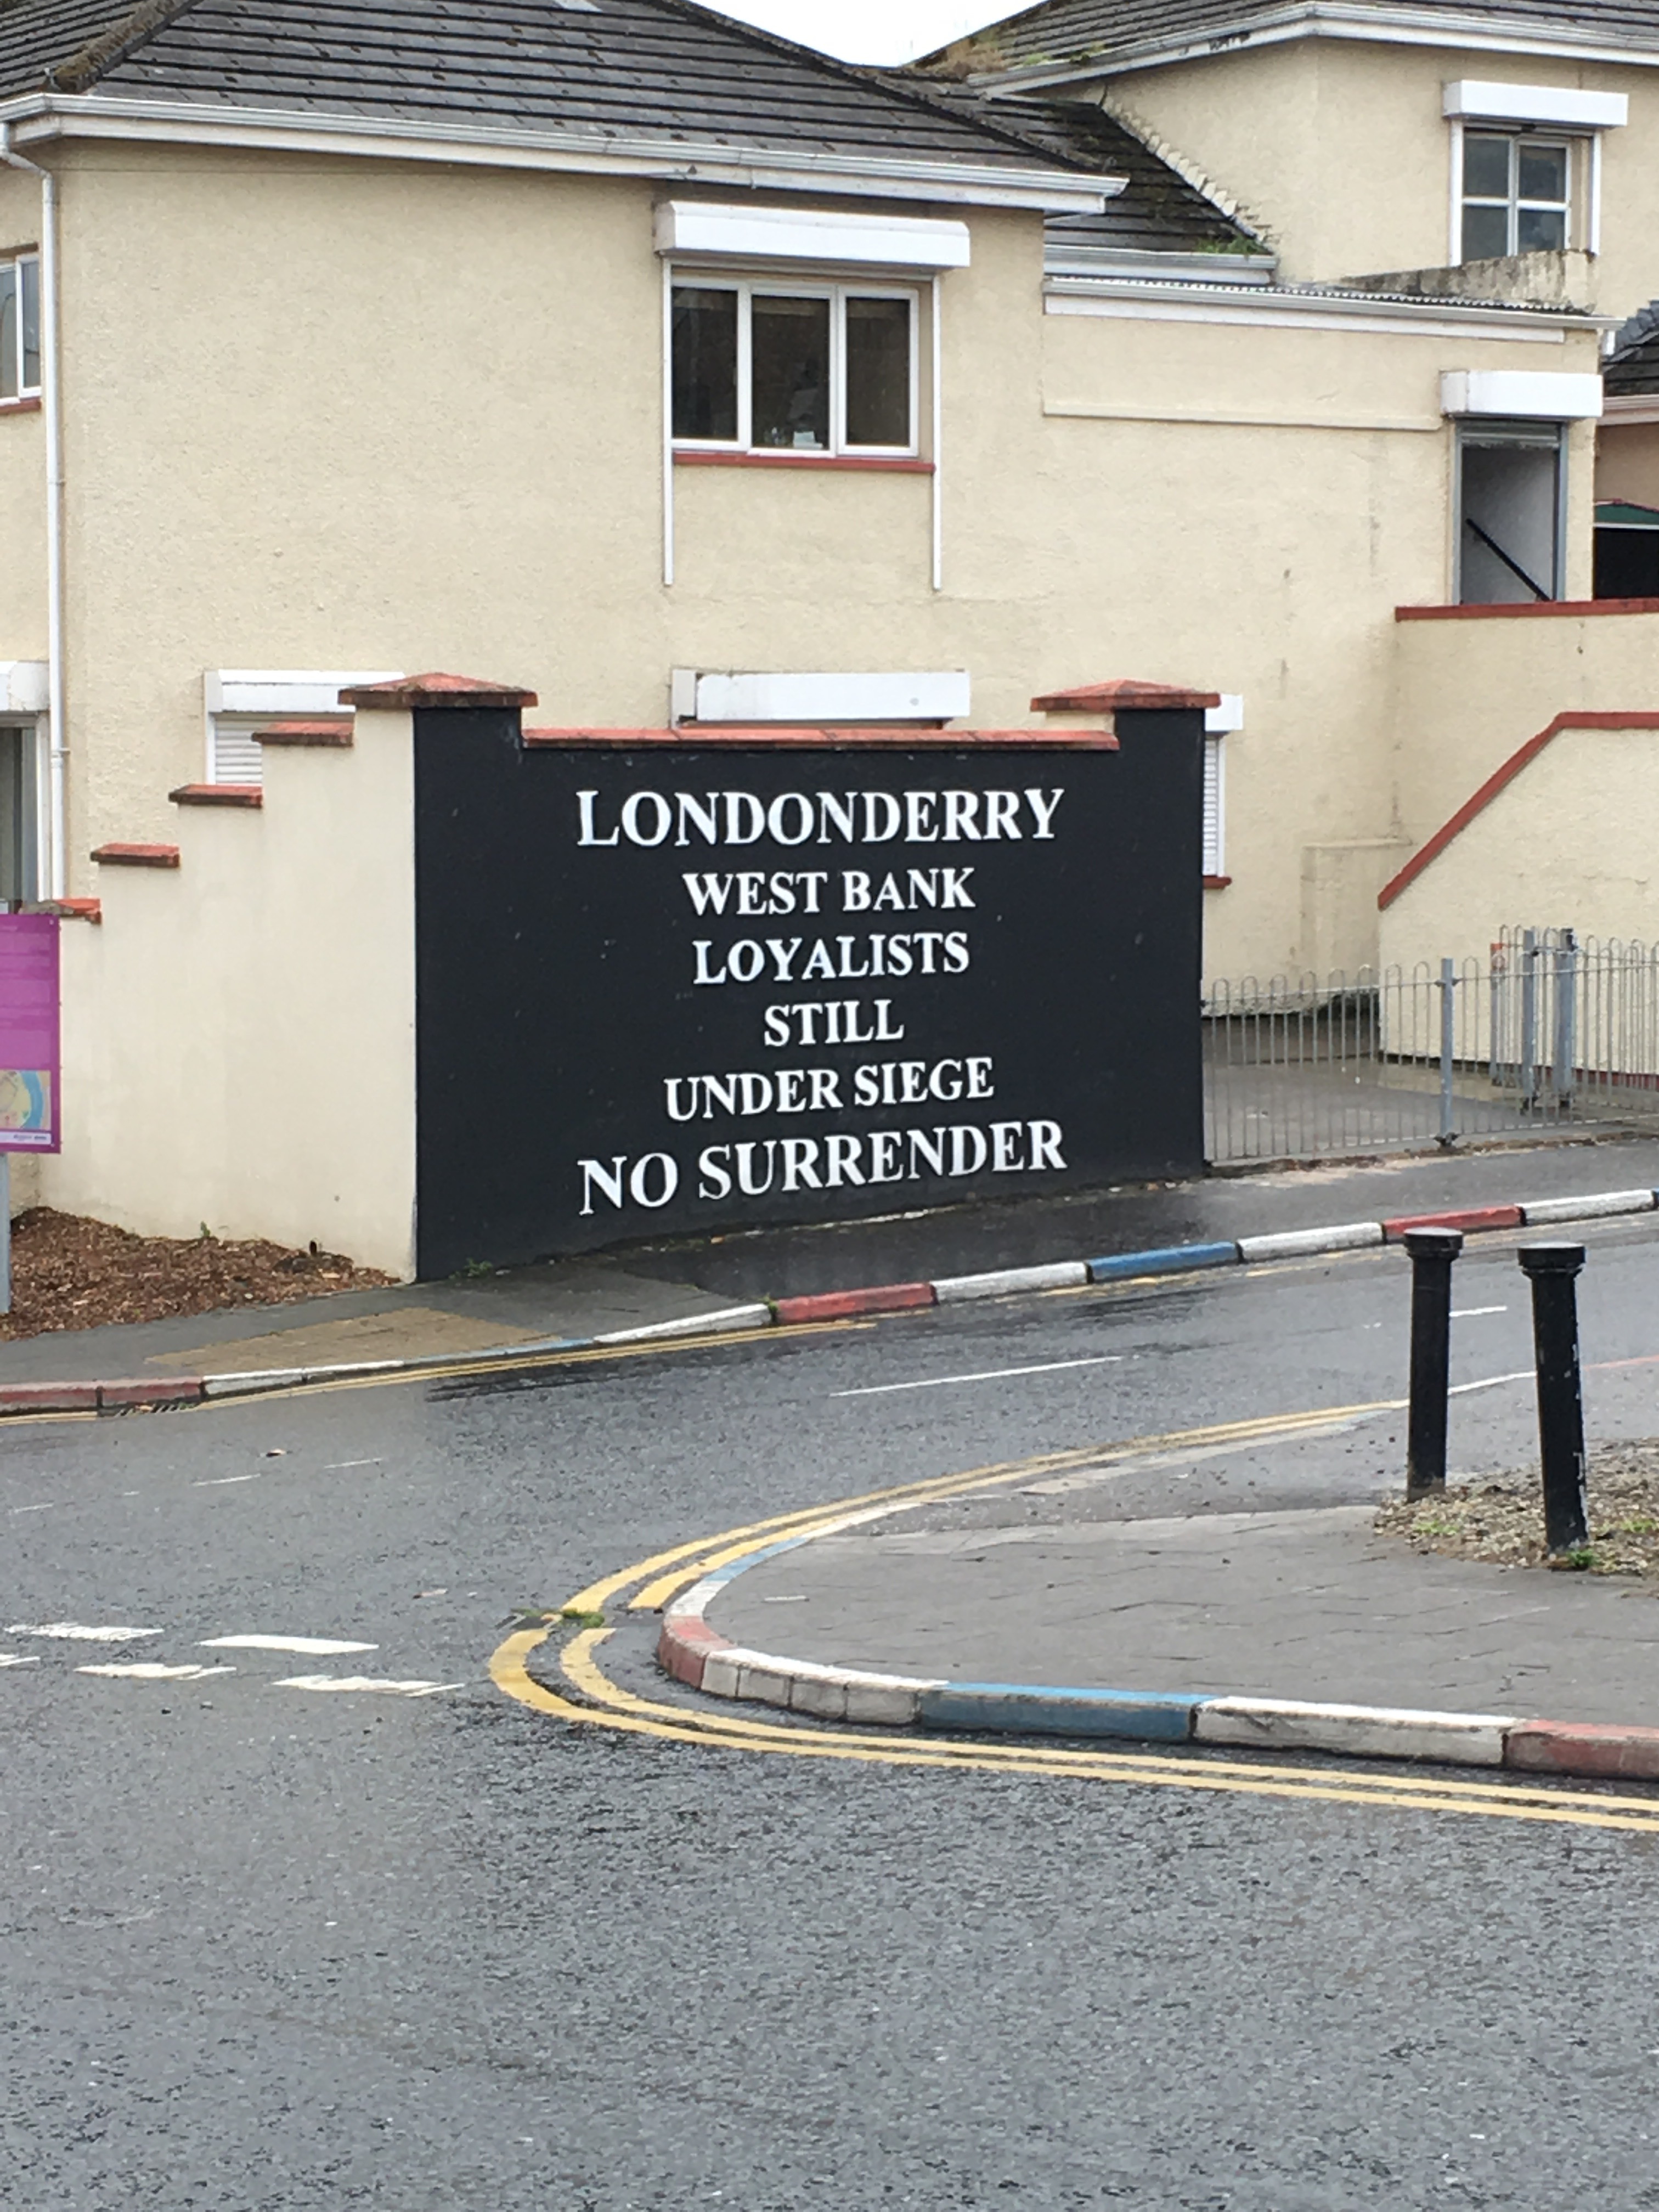 LONDONDERRY
WEST BANK
LOYALISTS
STILL
UNDER SIEGE
NO SURRENDER